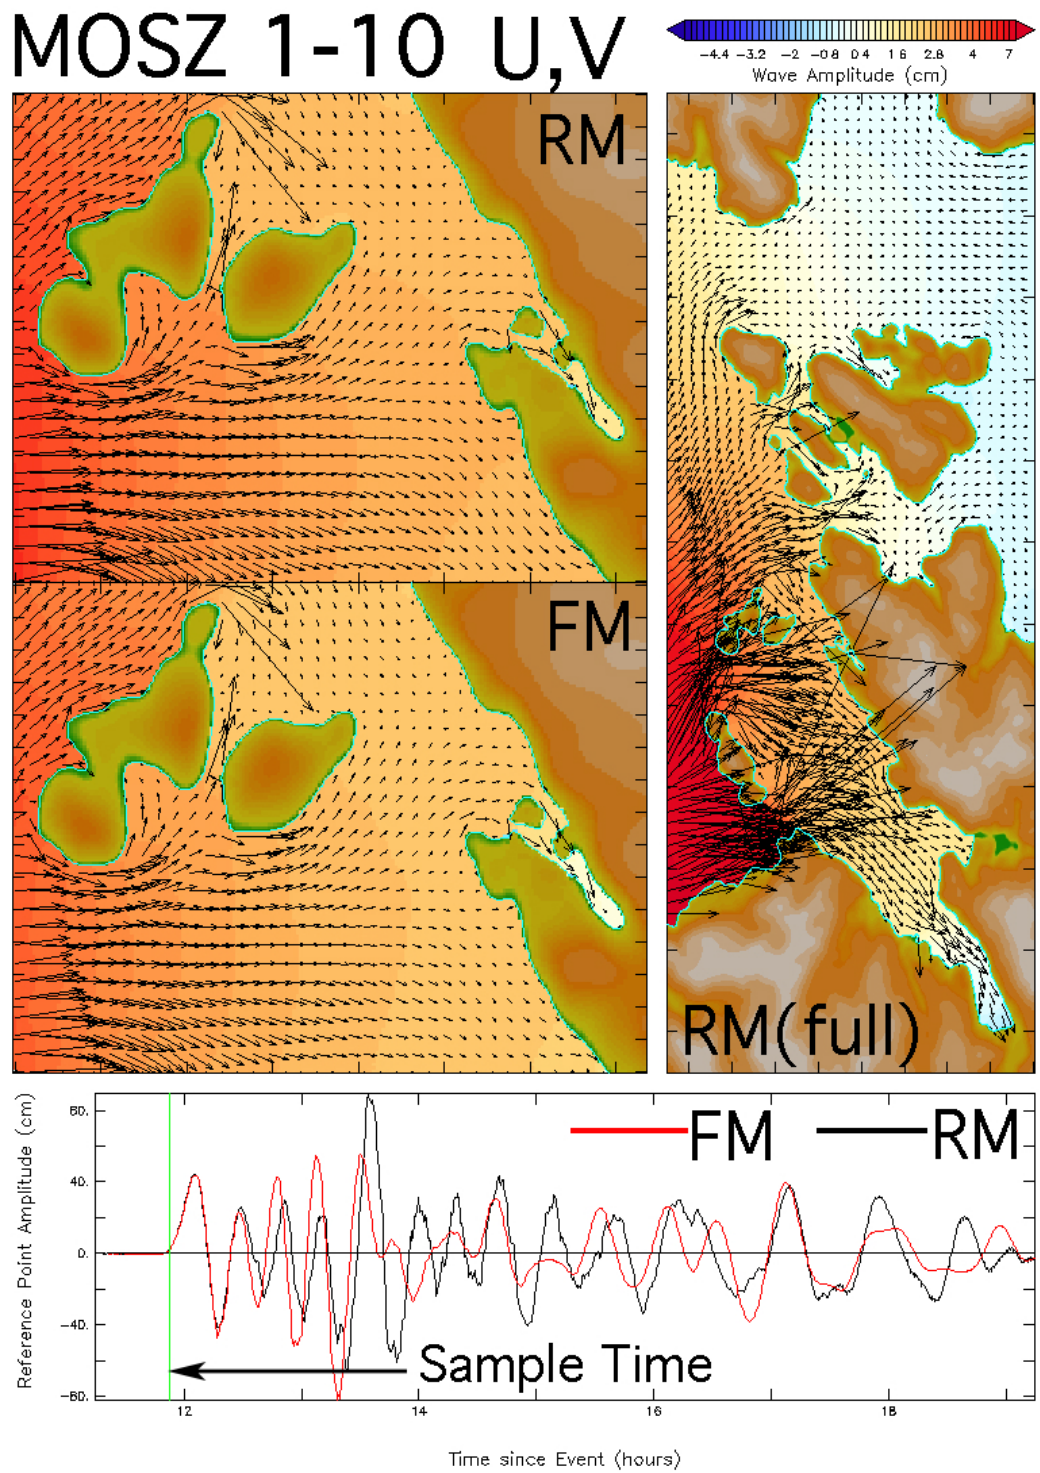 MOSZ 1-10 U,V
-4.4 -3.2 -2 -0.8 0.4 1.6 2.8 4 7
Wave Amplitude (cm)
RM
FM
RM(full)
Reference Point Amplitude (cm)
80.
40.
0.
-40.
-80.
FM
RM
Sample Time
12 14 16 18
Time since Event (hours)